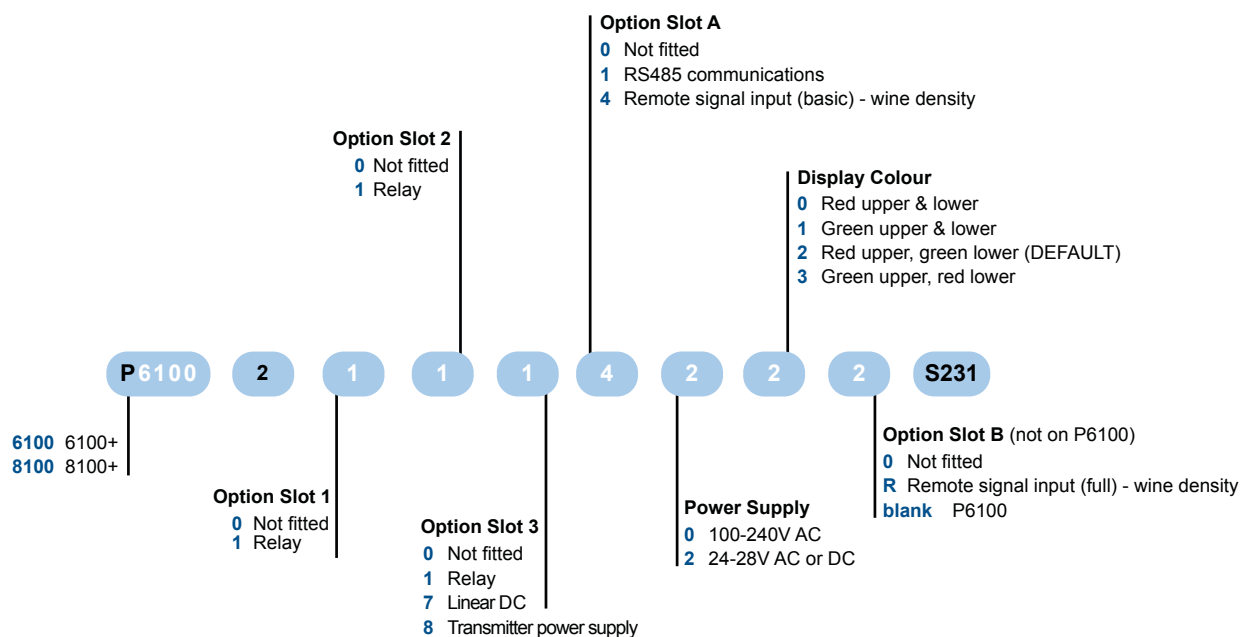 Option Slot A
0 Not fitted
1 RS485 communications
4 Remote signal input (basic) - wine density
Option Slot 2
0 Not fitted
1 Relay
Display Colour
0 Red upper & lower
1 Green upper & lower
2 Red upper, green lower (DEFAULT)
3 Green upper, red lower
P6100 2 1 1 1 4 2 2 2 S231
6100 6100+
8100 8100+
Option Slot 1
0 Not fitted
1 Relay
Option Slot 3
0 Not fitted
1 Relay
7 Linear DC
8 Transmitter power supply
Power Supply
0 100-240V AC
2 24-28V AC or DC
Option Slot B (not on P6100)
0 Not fitted
R Remote signal input (full) - wine density
blank P6100